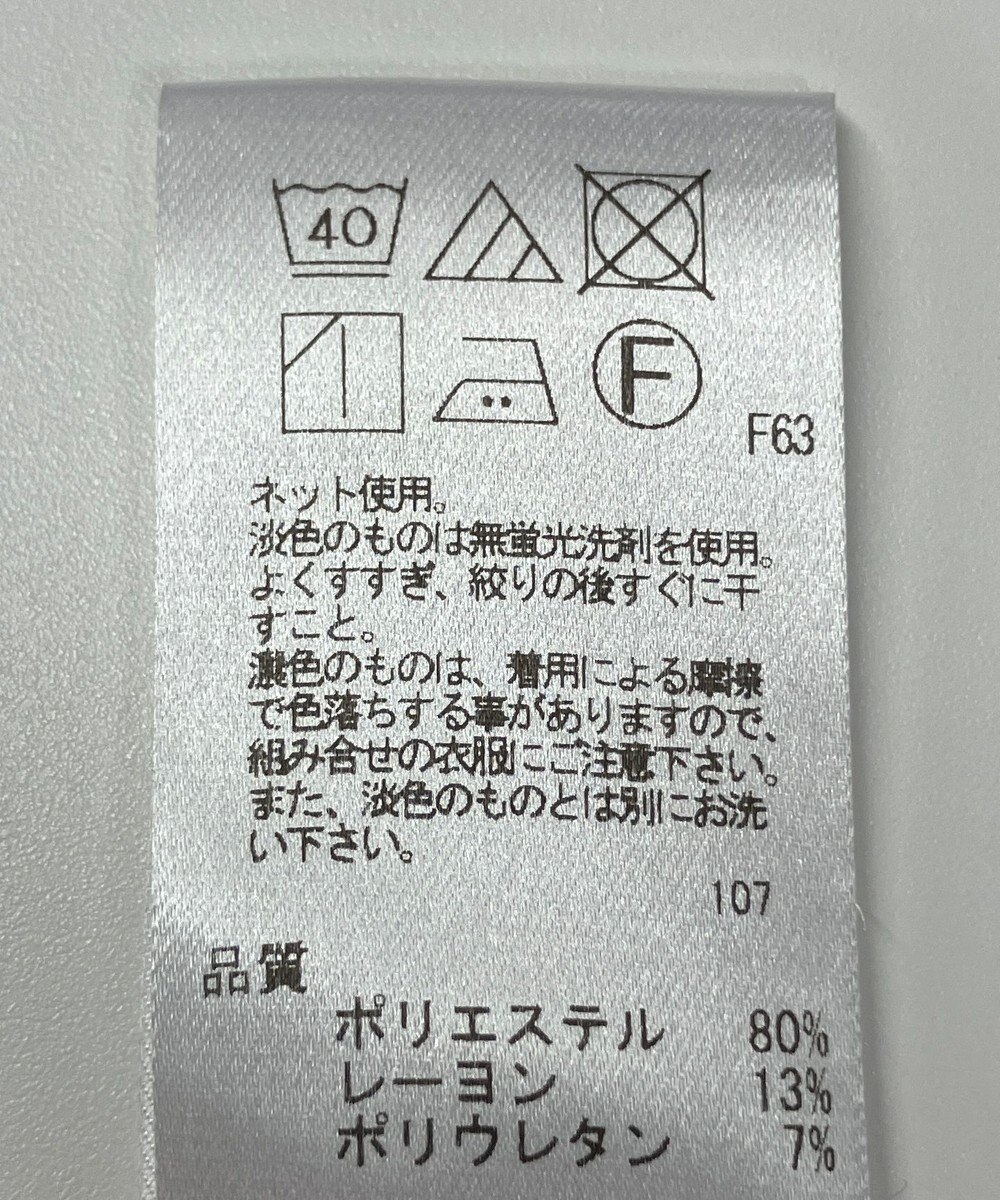 40
F
F63
ネット使用。
淡色のものは無蛍光洗剤を使用。
よくすすぎ、絞りの後すぐに干
すこと。
濃色のものは、着用による摩擦
で色落ちする事がありますので、
組み合せの衣服にご注意下さい。
また、淡色のものとは別にお洗
い下さい。
107
品質
ポリエステル 80%
レーヨン 13%
ポリウレタン 7%